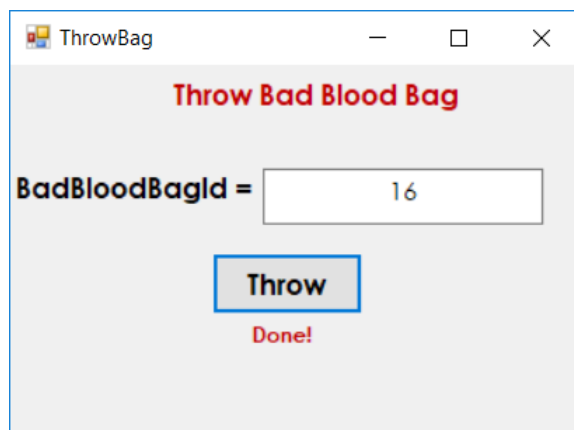 ThrowBag
Throw Bad Blood Bag
BadBloodBagId = 16
Throw
Done!